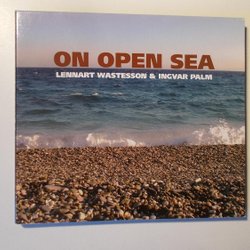 ON OPEN SEA
LENNART WASTESSON & INGVAR PALM